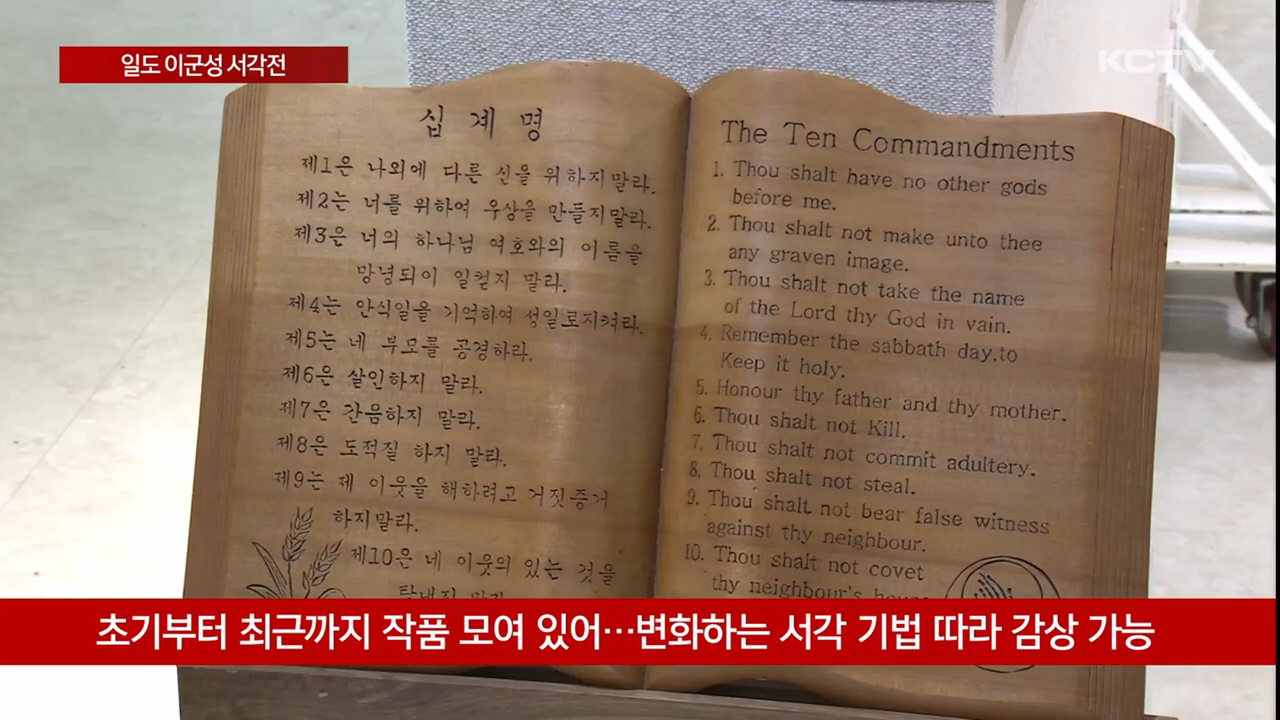 일도 이군성 서각전
KCTV
십계명
제1은 나외에 다른 신을 위하지말라.
제2는 너를 위하여 우상을 만들지말라.
제3은 너의 하나님 여호와의 이름을
망녕되이 일컫지 말라.
제4는 안식일을 기억하여 성일로지켜라.
제5는 네 부모를 공경하라.
제6은 살인하지 말라.
제7은 간음하지 말라.
제8은 도적질 하지 말라.
제9는 제 이웃을 해하려고 거짓증거
하지말라.
제10은 네 이웃의 있는 것을
The Ten Commandments
1. Thou shalt have no other gods
before me.
2. Thou shalt not make unto thee
any graven image.
3. Thou shalt not take the name
of the Lord thy God in vain.
4. Remember the sabbath day,to
Keep it holy.
5. Honour thy father and thy mother.
6. Thou shalt not Kill.
7. Thou shalt not commit adultery.
8. Thou shalt not steal.
9. Thou shalt not bear false witness
against thy neighbour.
10. Thou shalt not covet
thy neighbour's house
초기부터 최근까지 작품 모여 있어…변화하는 서각 기법 따라 감상 가능